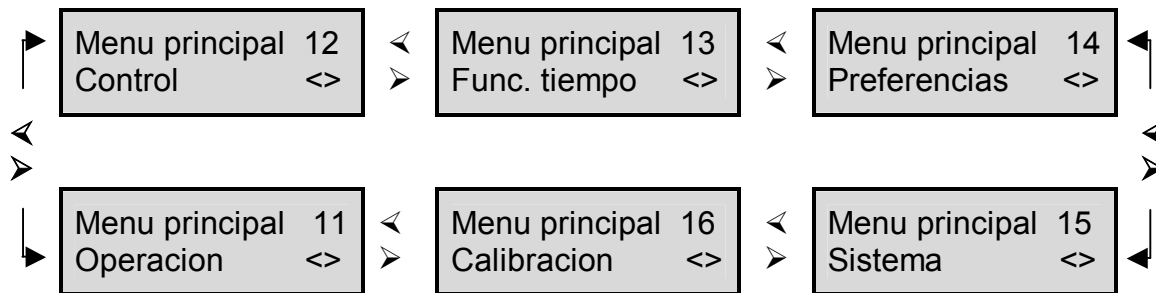 Menu principal 12
Control <>
Menu principal 13
Func. tiempo <>
Menu principal 14
Preferencias <>
Menu principal 11
Operacion <>
Menu principal 16
Calibracion <>
Menu principal 15
Sistema <>